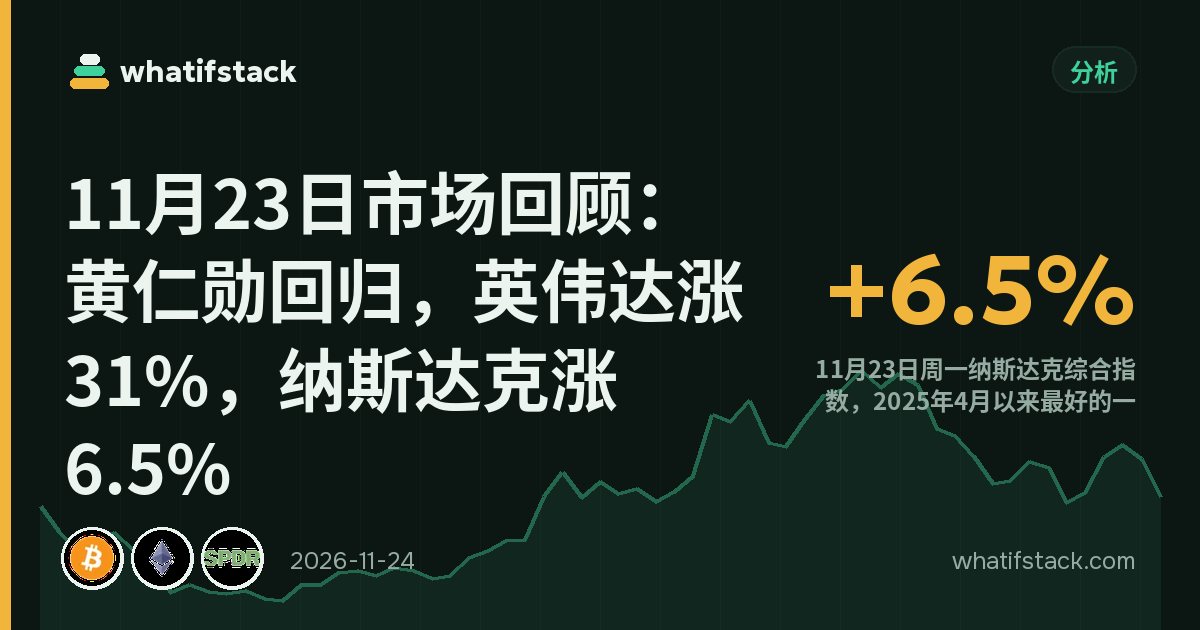 whatifstack
分析
11月23日市场回顾：
黄仁勋回归，英伟达涨
31%，纳斯达克涨
6.5%
+6.5%
11月23日周一纳斯达克综合指
数，2025年4月以来最好的一
SPDR
2026-11-24
whatifstack.com